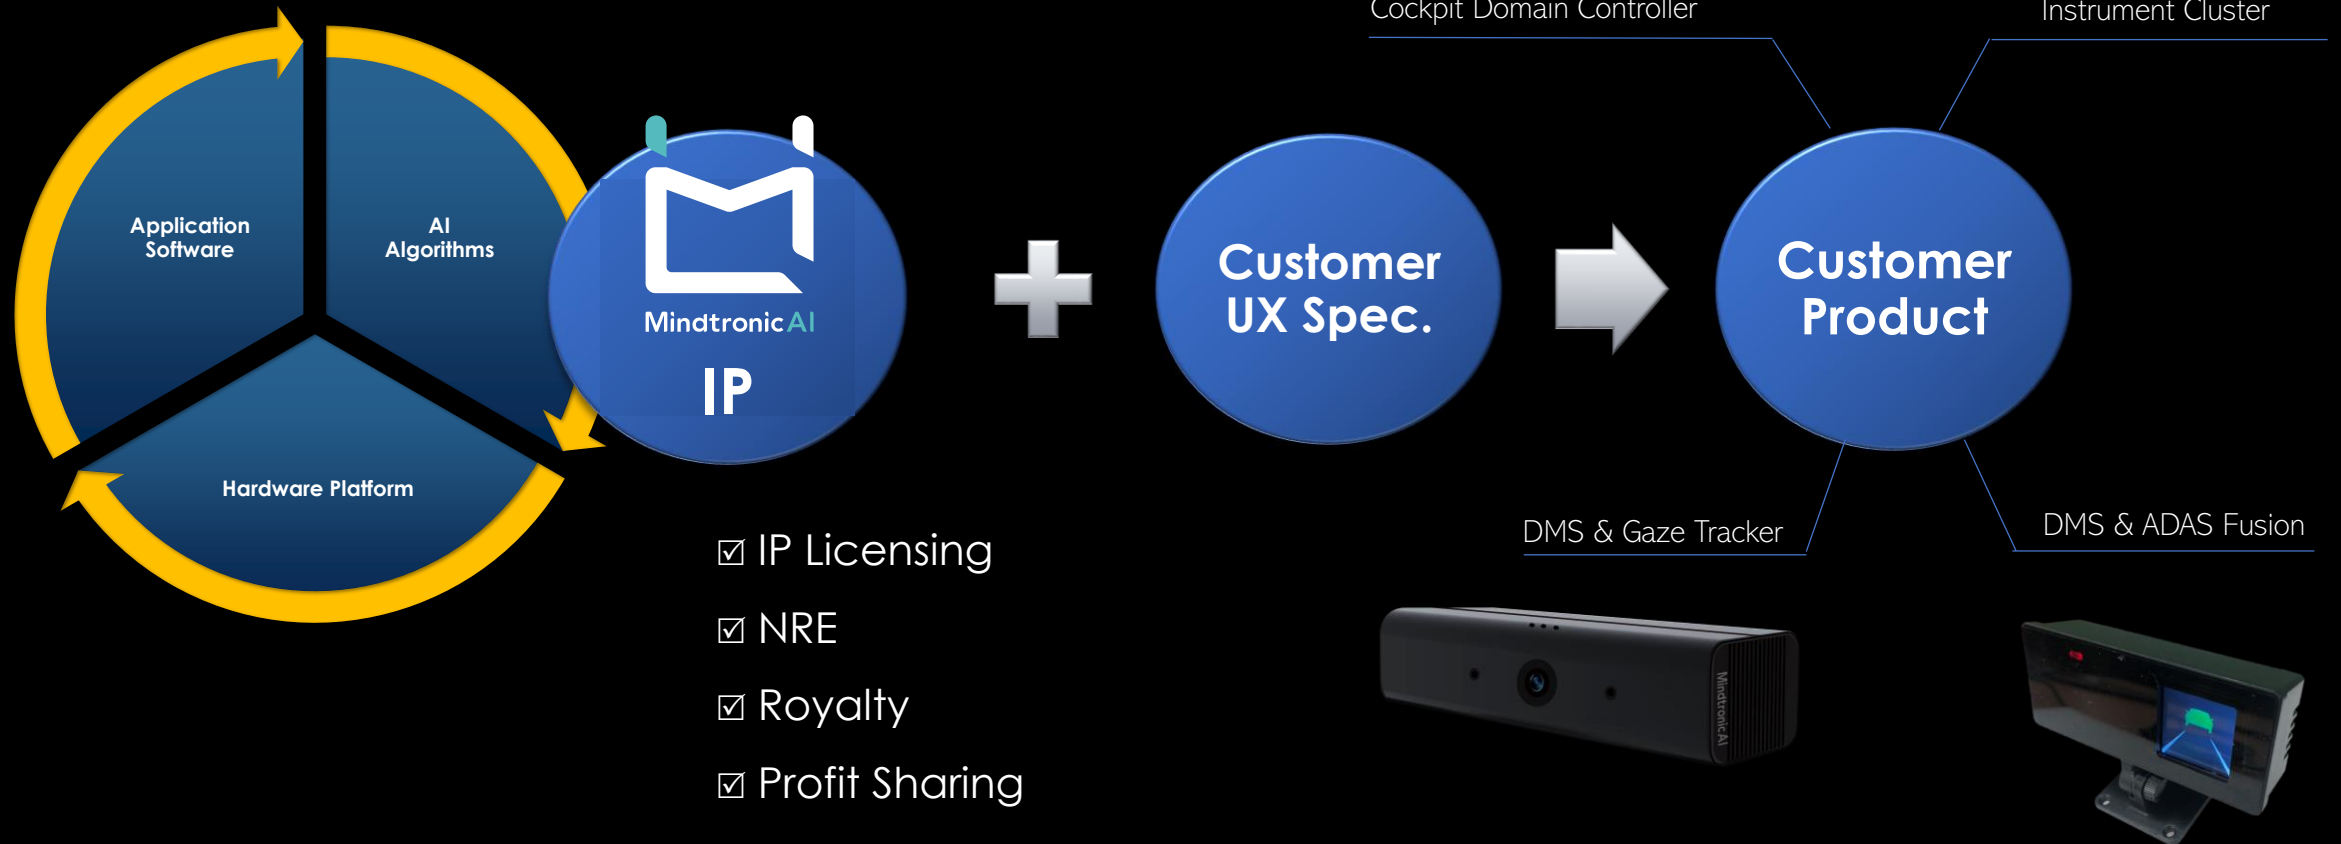 Cockpit Domain Controller
Instrument Cluster
Application
Software
AI
Algorithms
Hardware Platform
MindtronicAI
IP
Customer
UX Spec.
Customer
Product
☑ IP Licensing
☑ NRE
☑ Royalty
☑ Profit Sharing
DMS & Gaze Tracker
DMS & ADAS Fusion
MindtronicAI